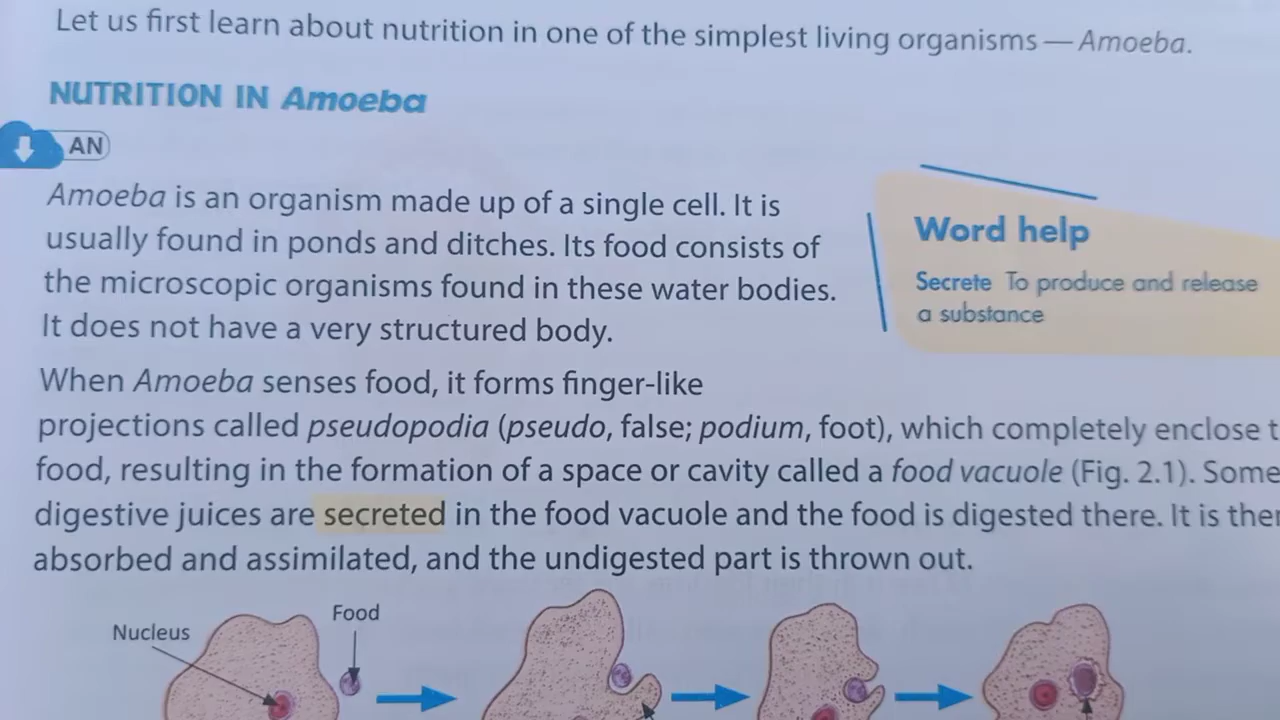 Let us first learn about nutrition in one of the simplest living organisms — Amoeba.
NUTRITION IN Amoeba
AN
Amoeba is an organism made up of a single cell. It is
usually found in ponds and ditches. Its food consists of
the microscopic organisms found in these water bodies.
It does not have a very structured body.
Word help
Secrete To produce and release
a substance
When Amoeba senses food, it forms finger-like
projections called pseudopodia (pseudo, false; podium, foot), which completely enclose
food, resulting in the formation of a space or cavity called a food vacuole (Fig. 2.1). Some
digestive juices are secreted in the food vacuole and the food is digested there. It is
absorbed and assimilated, and the undigested part is thrown out.
Food
Nucleus